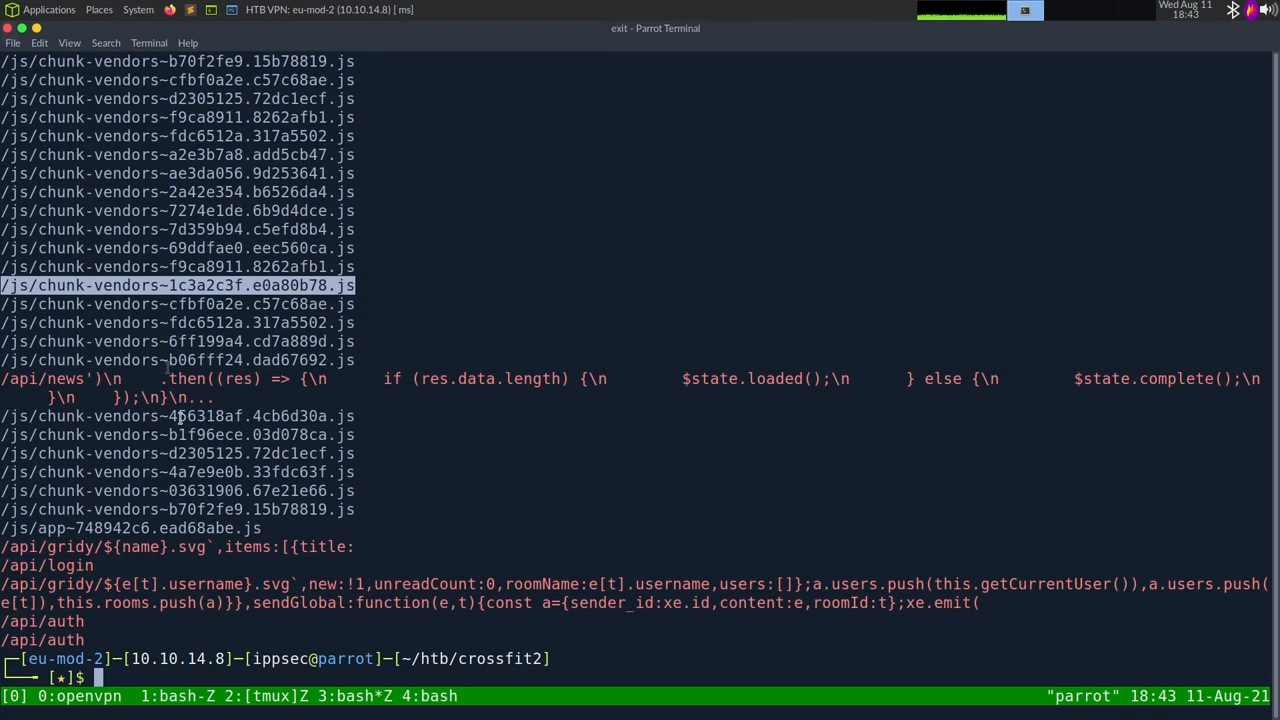 Applications Places System HTB VPN: eu-mod-2 (10.10.14.8) [ ms] Wed Aug 11
18:43
exit - Parrot Terminal
File Edit View Search Terminal Help
/js/chunk-vendors~b70f2fe9.15b78819.js
/js/chunk-vendors~cfbf0a2e.c57c68ae.js
/js/chunk-vendors~d2305125.72dc1ecf.js
/js/chunk-vendors~f9ca8911.8262afb1.js
/js/chunk-vendors~fdc6512a.317a5502.js
/js/chunk-vendors~a2e3b7a8.add5cb47.js
/js/chunk-vendors~ae3da056.9d253641.js
/js/chunk-vendors~2a42e354.b6526da4.js
/js/chunk-vendors~7274e1de.6b9d4dce.js
/js/chunk-vendors~7d359b94.c5efd8b4.js
/js/chunk-vendors~69ddfae0.eec560ca.js
/js/chunk-vendors~f9ca8911.8262afb1.js
/js/chunk-vendors~1c3a2c3f.e0a80b78.js
/js/chunk-vendors~cfbf0a2e.c57c68ae.js
/js/chunk-vendors~fdc6512a.317a5502.js
/js/chunk-vendors~6ff199a4.cd7a889d.js
/js/chunk-vendors~b06fff24.dad67692.js
/api/news')\n    .then((res) => {\n      if (res.data.length) {\n        $state.loaded();\n      } else {\n        $state.complete();\n
     }\n    });\n}\n...
/js/chunk-vendors~456318af.4cb6d30a.js
/js/chunk-vendors~b1f96ece.03d078ca.js
/js/chunk-vendors~d2305125.72dc1ecf.js
/js/chunk-vendors~4a7e9e0b.33fdc63f.js
/js/chunk-vendors~03631906.67e21e66.js
/js/chunk-vendors~b70f2fe9.15b78819.js
/js/app~748942c6.ead68abe.js
/api/gridy/${name}.svg`,items:[{title:
/api/login
/api/gridy/${e[t].username}.svg`,new:!1,unreadCount:0,roomName:e[t].username,users:[]};a.users.push(this.getCurrentUser()),a.users.push(
e[t]),this.rooms.push(a)}},sendGlobal:function(e,t){const a={sender_id:xe.id,content:e,roomId:t};xe.emit(
/api/auth
/api/auth
┌─[eu-mod-2]─[10.10.14.8]─[ippsec@parrot]─[~/htb/crossfit2]
└──╼ [★]$
[0] 0:openvpn 1:bash-Z 2:[tmux]Z 3:bash*Z 4:bash "parrot" 18:43 11-Aug-21